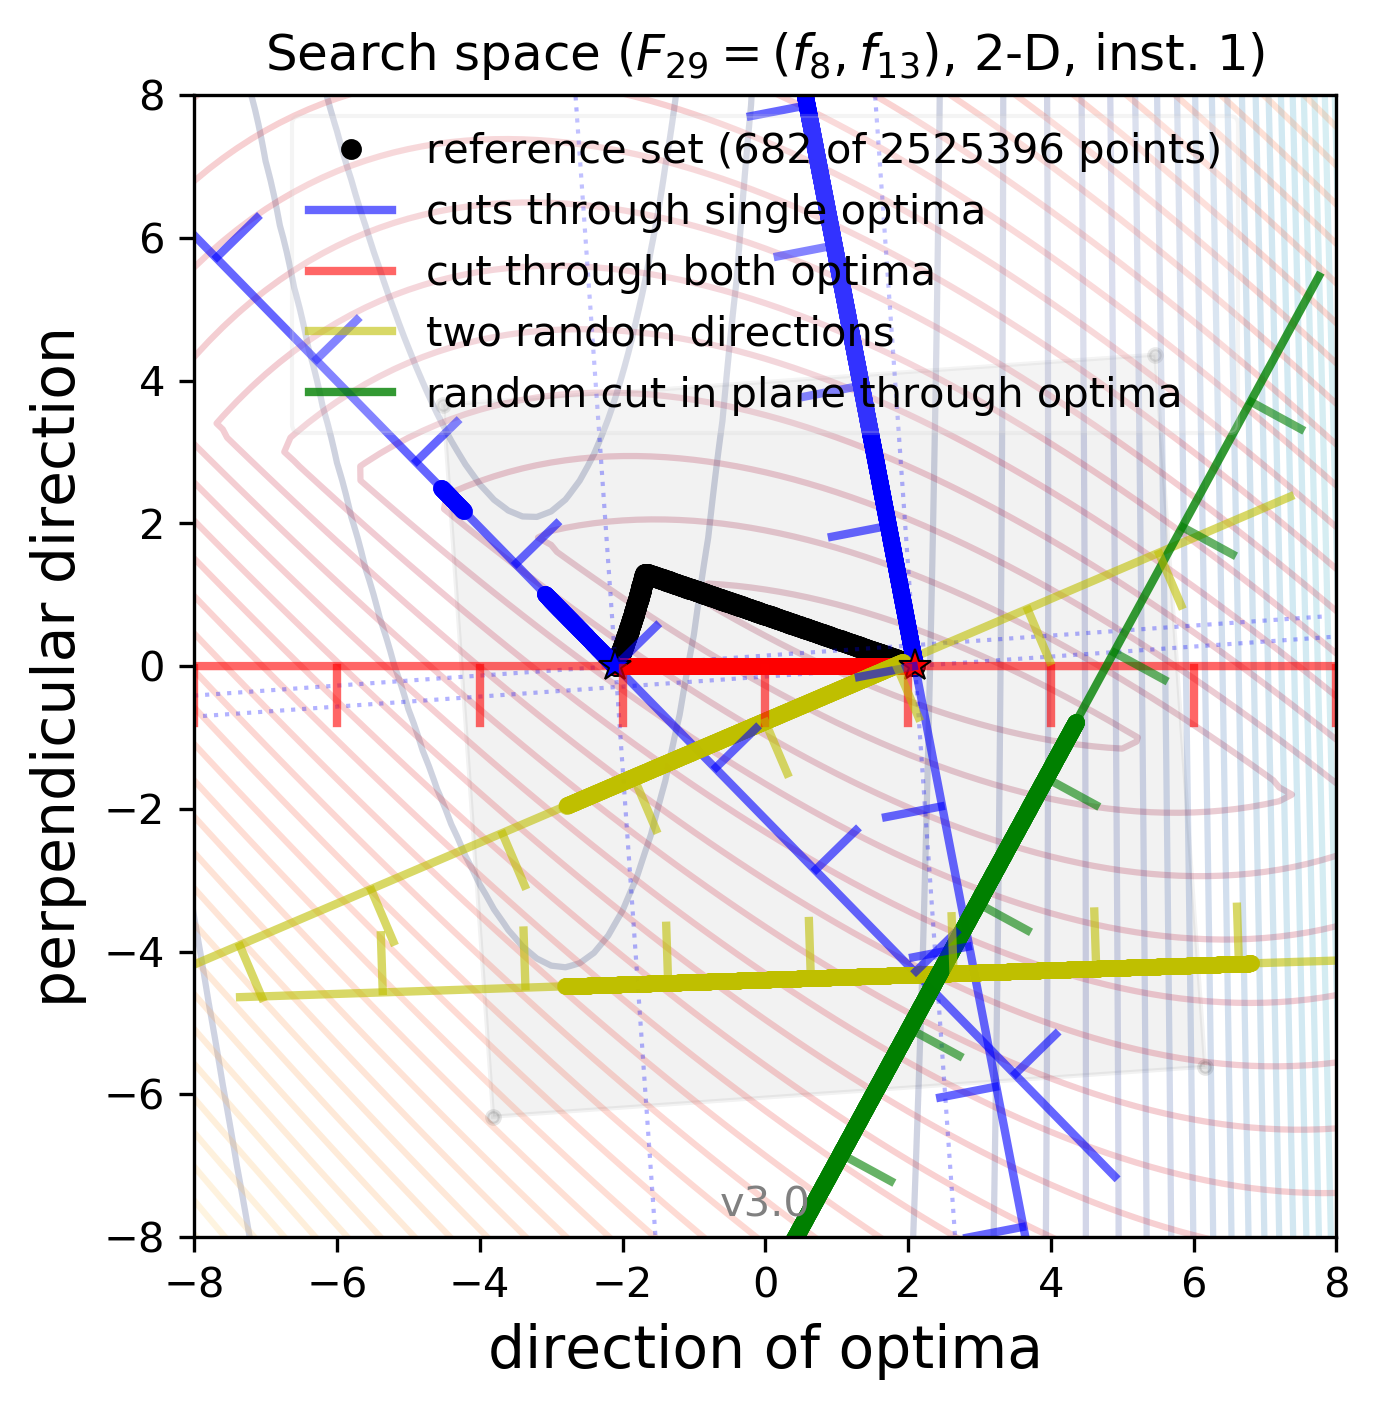 Search space (F29 = (f8, f13), 2-D, inst. 1)
8
6
4
2
0
−2
−4
−6
−8
perpendicular direction
reference set (682 of 2525396 points)
cuts through single optima
cut through both optima
two random directions
random cut in plane through optima
v3.0
−8 −6 −4 −2 0 2 4 6 8
direction of optima